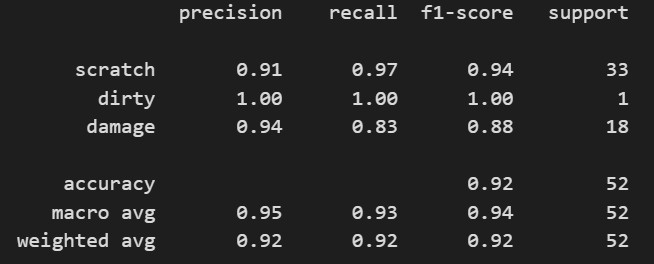 precision recall f1-score support
scratch 0.91 0.97 0.94 33
dirty 1.00 1.00 1.00 1
damage 0.94 0.83 0.88 18
accuracy 0.92 52
macro avg 0.95 0.93 0.94 52
weighted avg 0.92 0.92 0.92 52